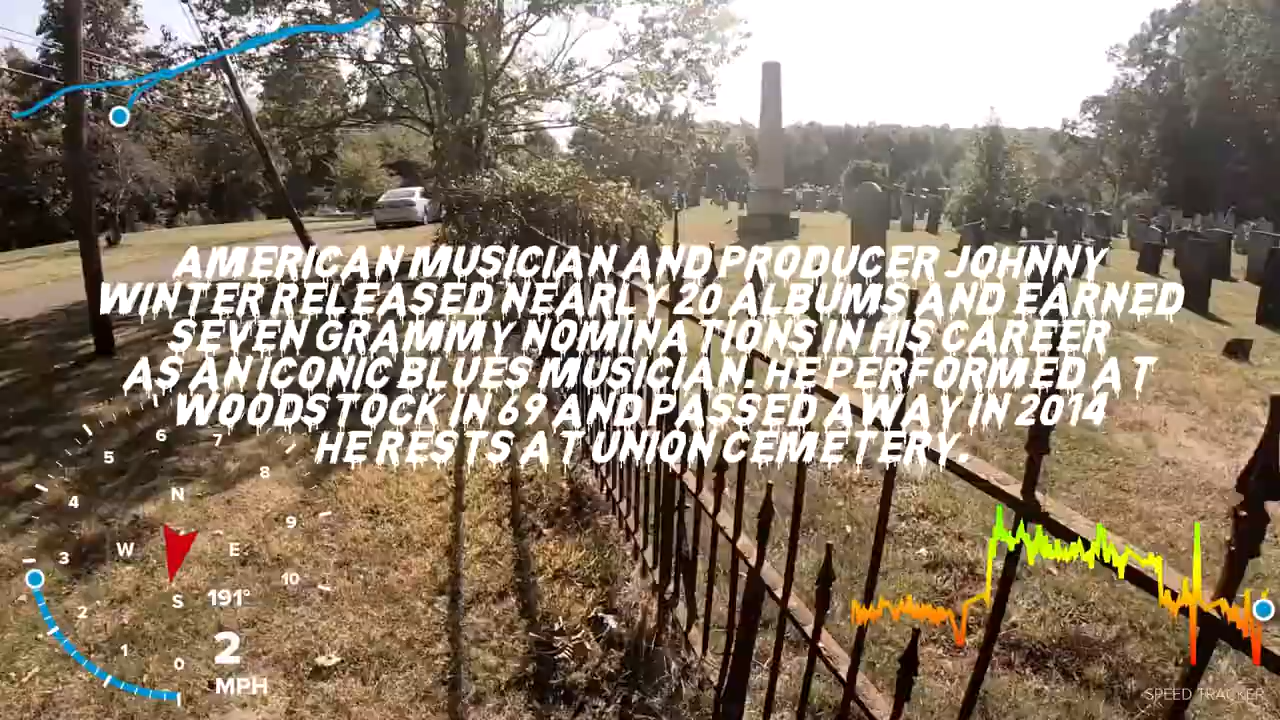 AMERICAN MUSICIAN AND PRODUCER JOHNNY
WINTER RELEASED NEARLY 20 ALBUMS AND EARNED
SEVEN GRAMMY NOMINATIONS IN HIS CAREER
AS AN ICONIC BLUES MUSICIAN. HE PERFORMED AT
WOODSTOCK IN 69 AND PASSED AWAY IN 2014
HE RESTS AT UNION CEMETERY.
6
7
5
8
4
N
9
3
W
E
10
S
191°
2
1
0
2
MPH
SPEED TRACKER